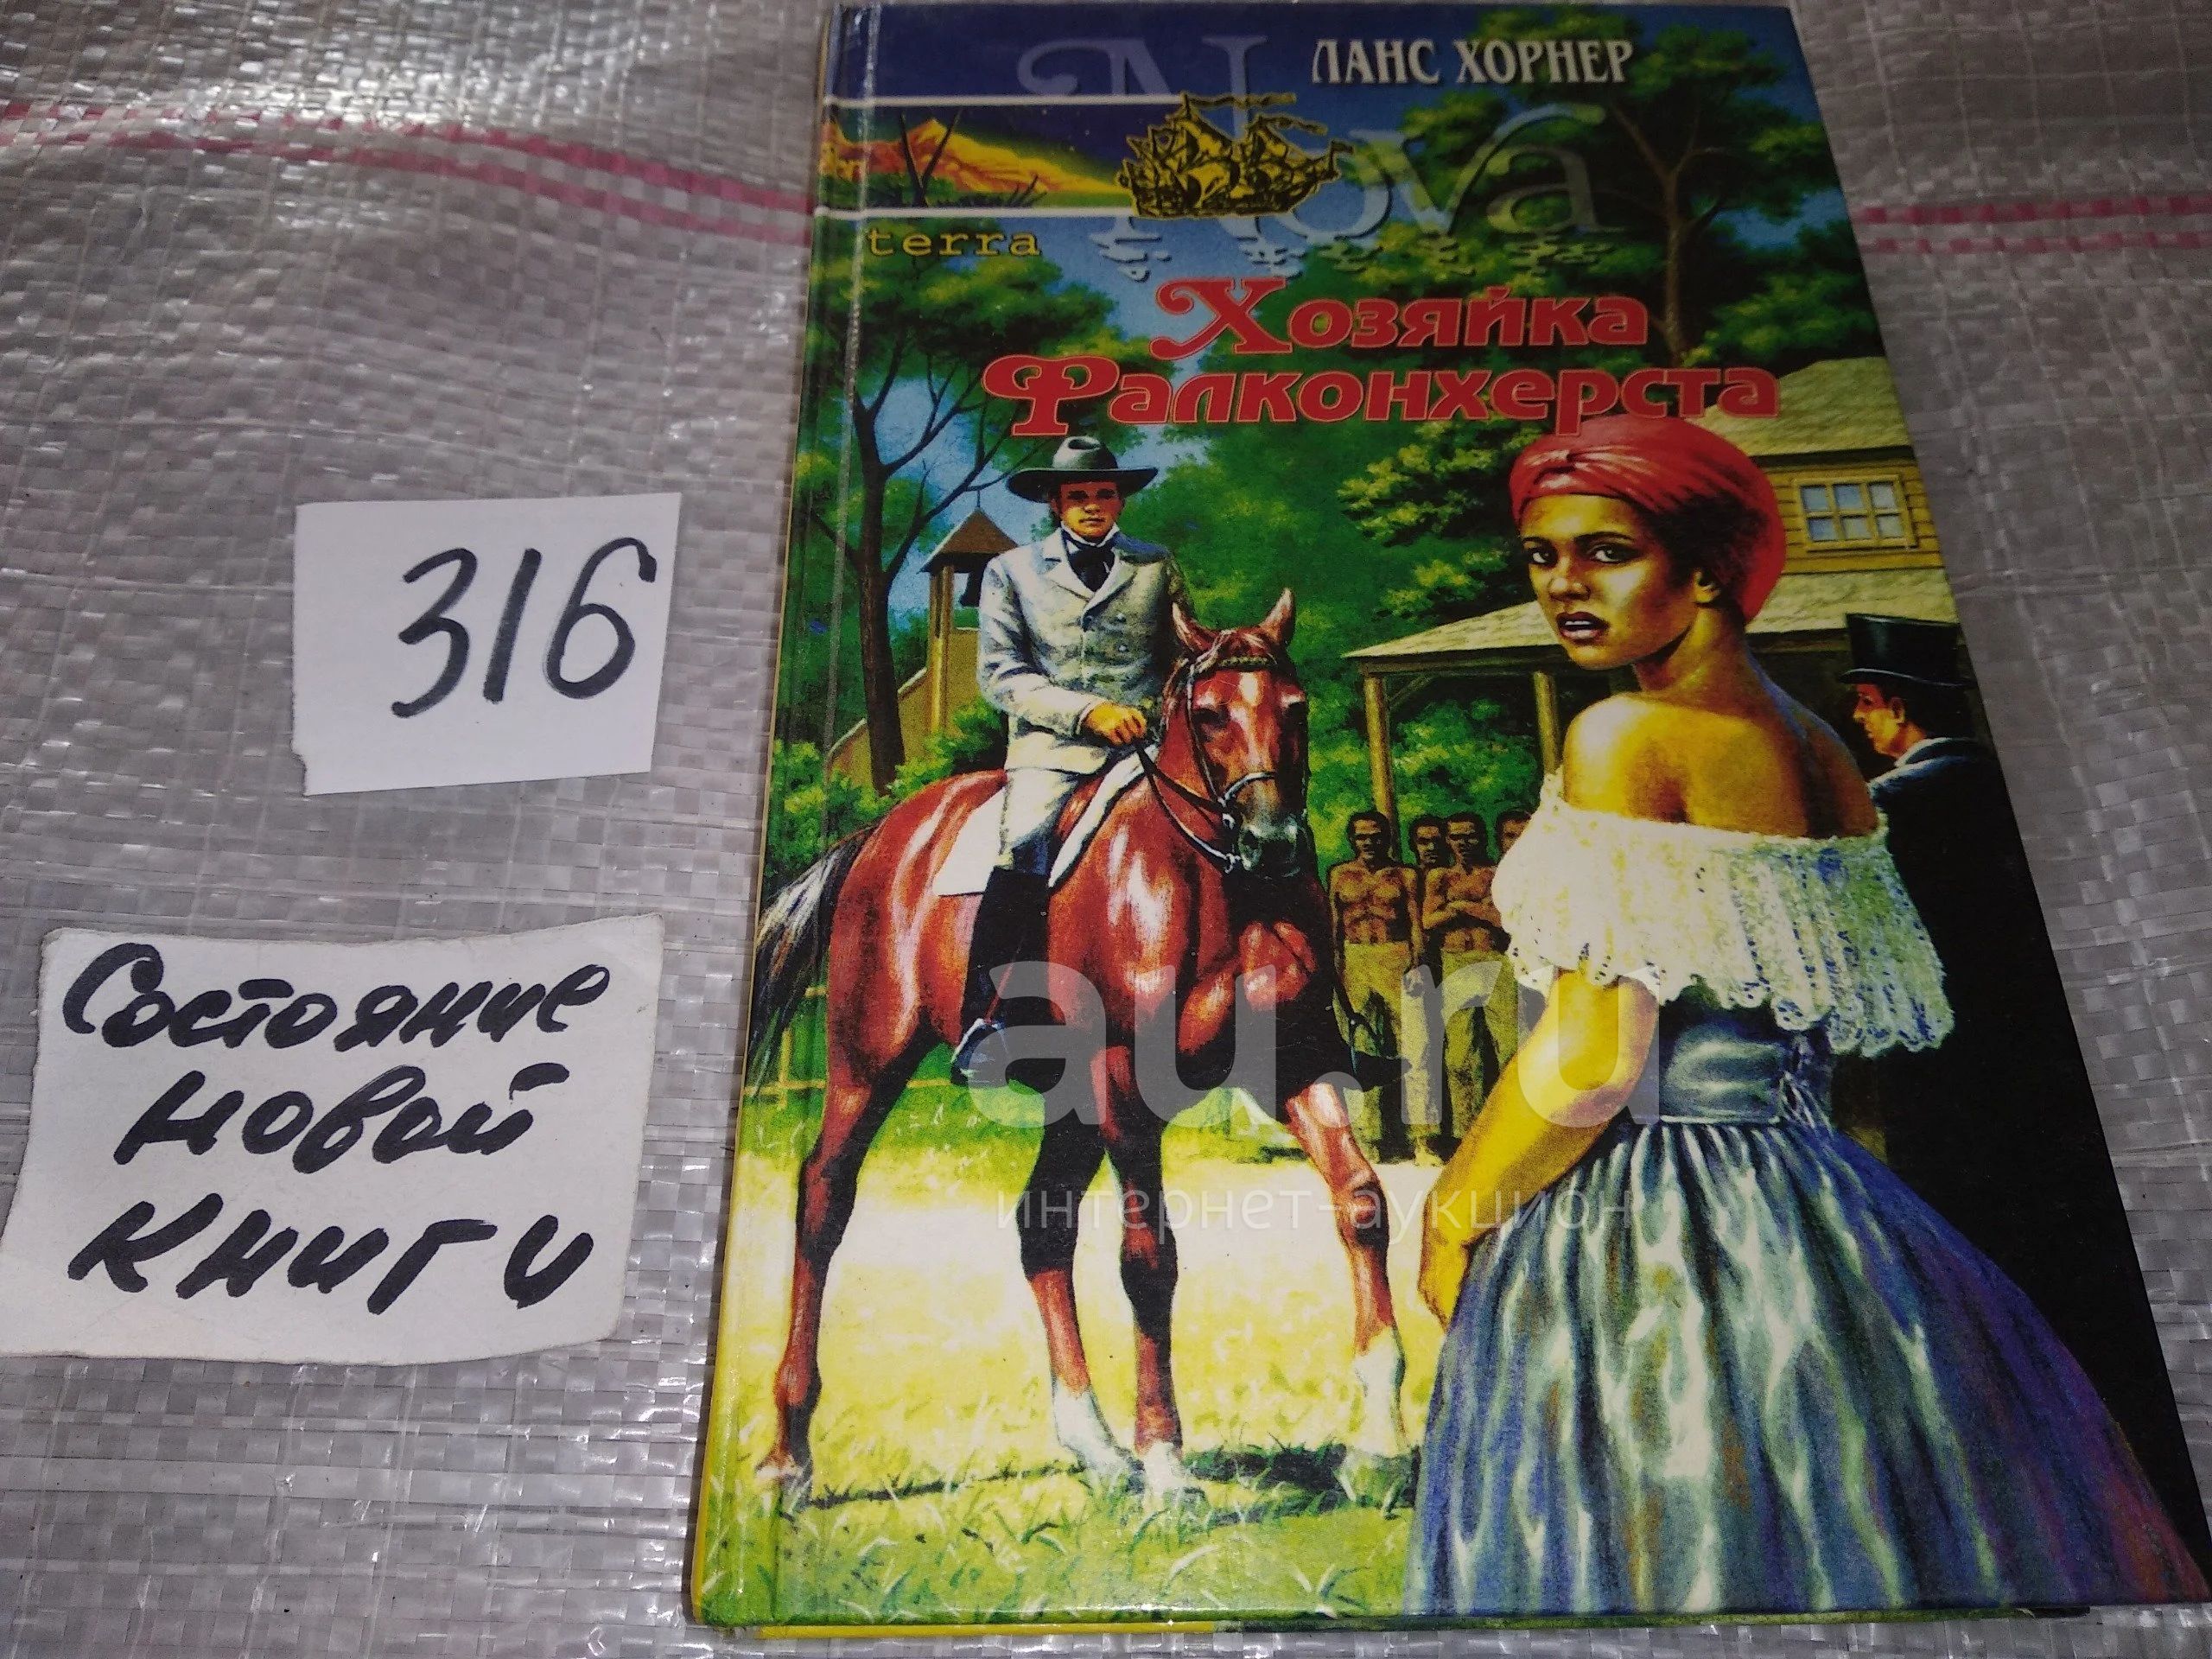 ЛАНС ХОРНЕР
Nova
terra
Хозяйка
Фалконхерста
316
Состояние
новой
книги
au.ru
интернет-аукцион